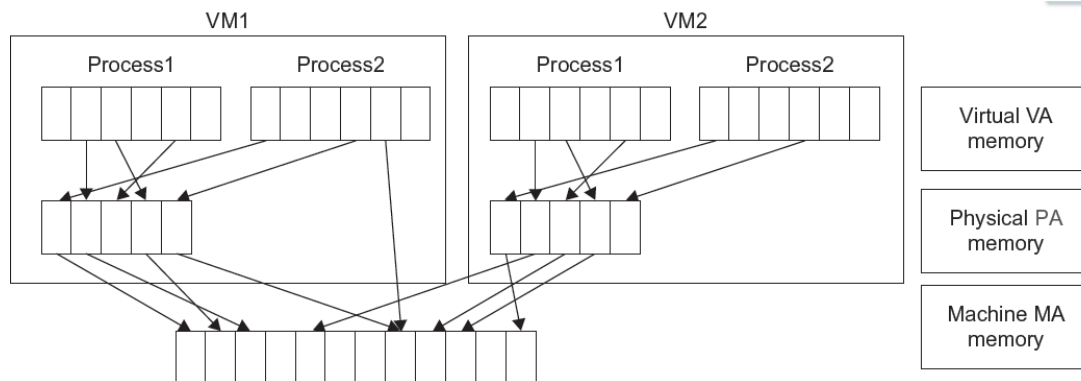 VM1
VM2
Process1
Process2
Process1
Process2
Virtual VA
memory
Physical PA
memory
Machine MA
memory